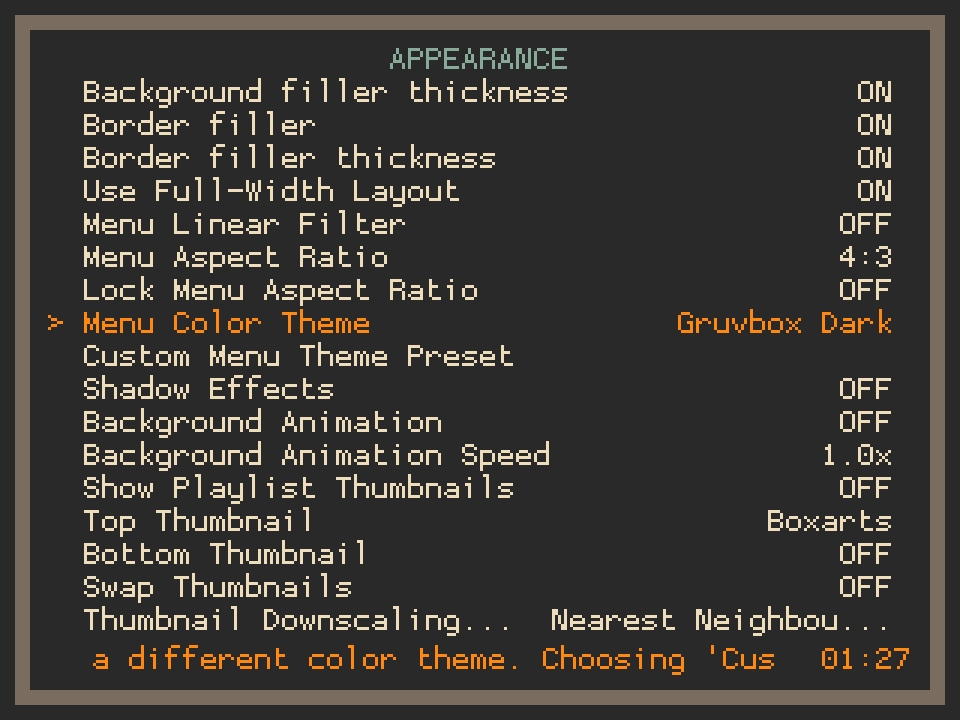 APPEARANCE
Background filler thickness ON
Border filler ON
Border filler thickness ON
Use Full-Width Layout ON
Menu Linear Filter OFF
Menu Aspect Ratio 4:3
Lock Menu Aspect Ratio OFF
> Menu Color Theme Gruvbox Dark
Custom Menu Theme Preset
Shadow Effects OFF
Background Animation OFF
Background Animation Speed 1.0x
Show Playlist Thumbnails OFF
Top Thumbnail Boxarts
Bottom Thumbnail OFF
Swap Thumbnails OFF
Thumbnail Downscaling... Nearest Neighbou...
a different color theme. Choosing 'Cus 01:27